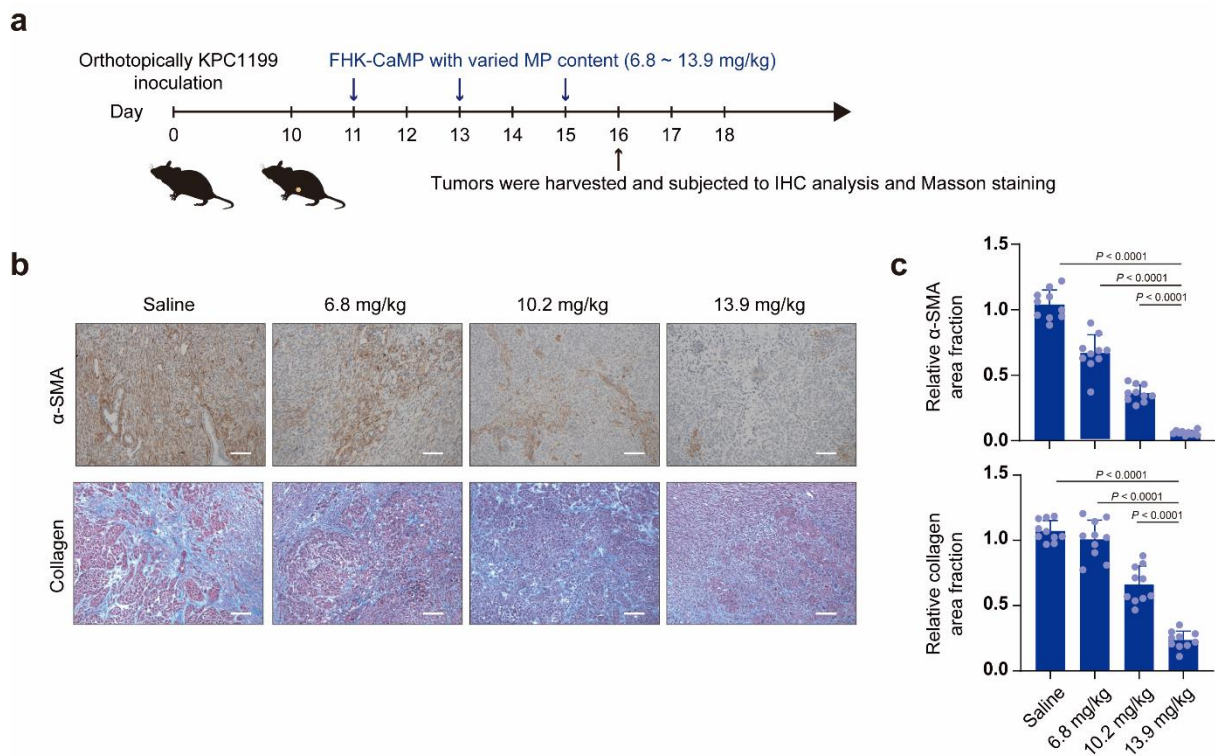 a
Orthotopically KPC1199
inoculation
FHK-CaMP with varied MP content (6.8 ~ 13.9 mg/kg)
Day
0 10 11 12 13 14 15 16 17 18
Tumors were harvested and subjected to IHC analysis and Masson staining
b
Saline 6.8 mg/kg 10.2 mg/kg 13.9 mg/kg
α-SMA
Collagen
c
Relative α-SMA
area fraction
1.5
1.0
0.5
0.0
P < 0.0001
P < 0.0001
P < 0.0001
Relative collagen
area fraction
1.5
1.0
0.5
0.0
P < 0.0001
P < 0.0001
P < 0.0001
Saline
6.8 mg/kg
10.2 mg/kg
13.9 mg/kg